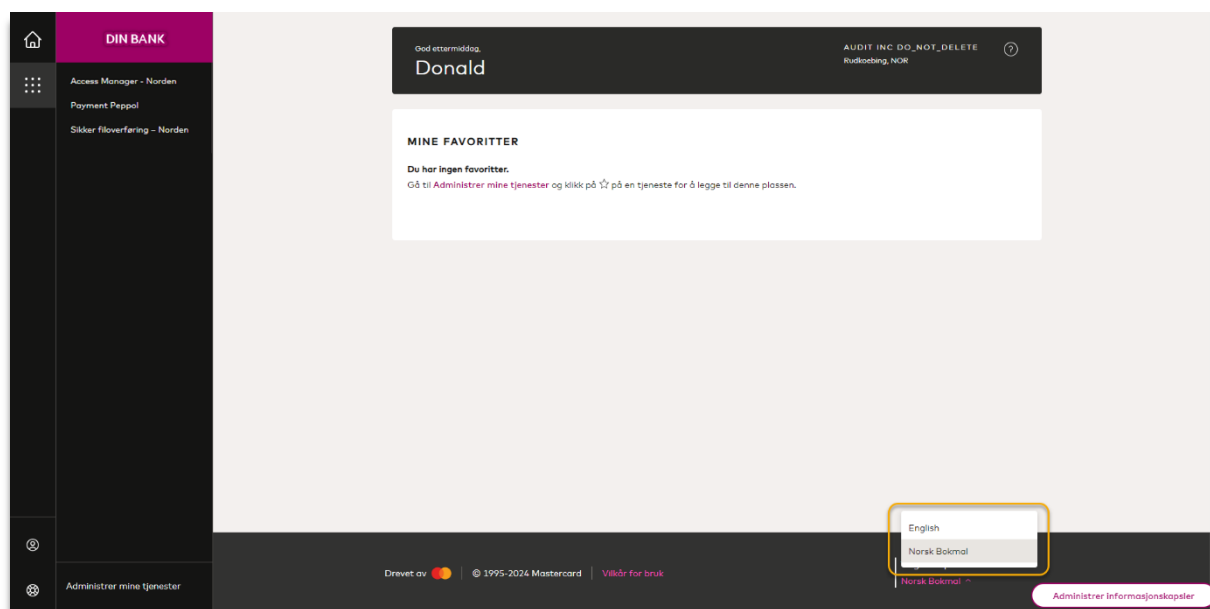 DIN BANK
Access Manager - Norden
Payment Peppol
Sikker filoverføring – Norden
Administrer mine tjenester
God ettermiddag,
Donald
AUDIT INC DO_NOT_DELETE
Rudkoebing, NOR
?
MINE FAVORITTER
Du har ingen favoritter.
Gå til Administrer mine tjenester og klikk på ☆ på en tjeneste for å legge til denne plassen.
English
Norsk Bokmal
Drevet av
© 1995-2024 Mastercard
Vilkår for bruk
Norsk Bokmal
Administrer informasjonskapsler